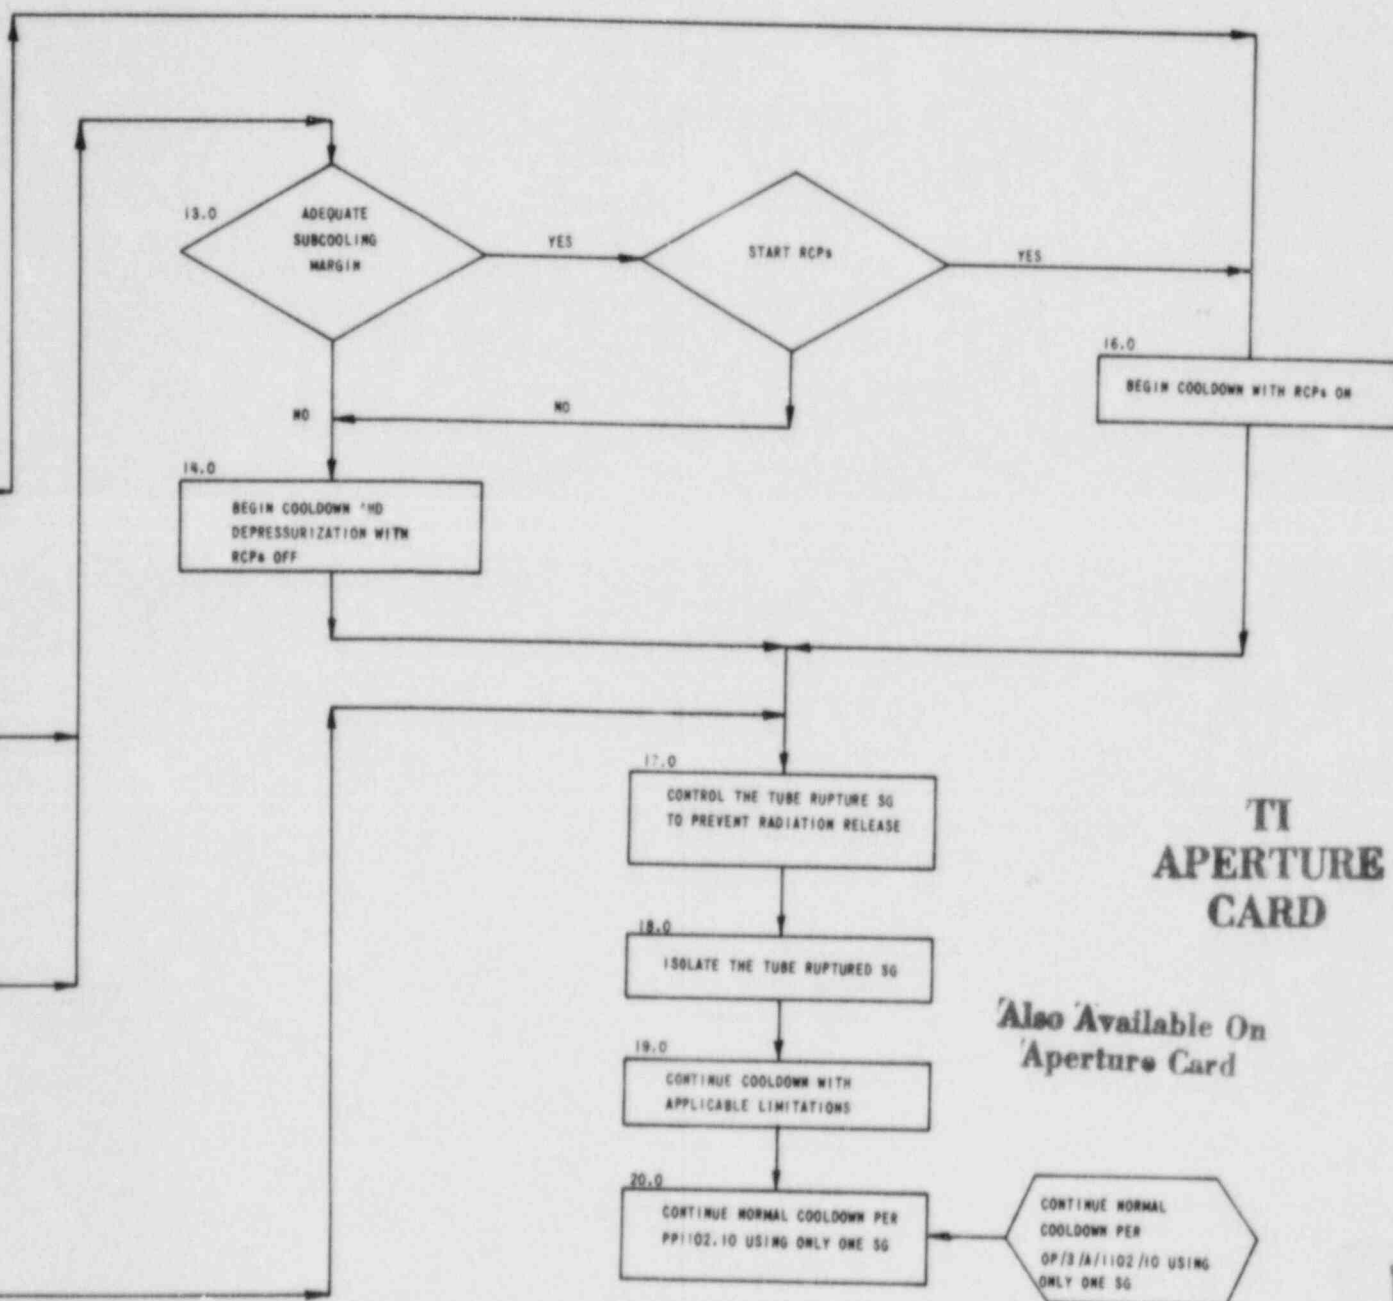 13.0
ADEQUATE
SUBCOOLING
MARGIN
YES
START RCPs
YES
16.0
BEGIN COOLDOWN WITH RCPs ON
NO
NO
14.0
BEGIN COOLDOWN 'ND
DEPRESSURIZATION WITH
RCPs OFF
17.0
CONTROL THE TUBE RUPTURE SG
TO PREVENT RADIATION RELEASE
TI
APERTURE
CARD
18.0
ISOLATE THE TUBE RUPTURED SG
Also Available On
Aperture Card
19.0
CONTINUE COOLDOWN WITH
APPLICABLE LIMITATIONS
20.0
CONTINUE NORMAL COOLDOWN PER
PP1102.10 USING ONLY ONE SG
CONTINUE NORMAL
COOLDOWN PER
OP/3/A/1102/10 USING
ONLY ONE SG